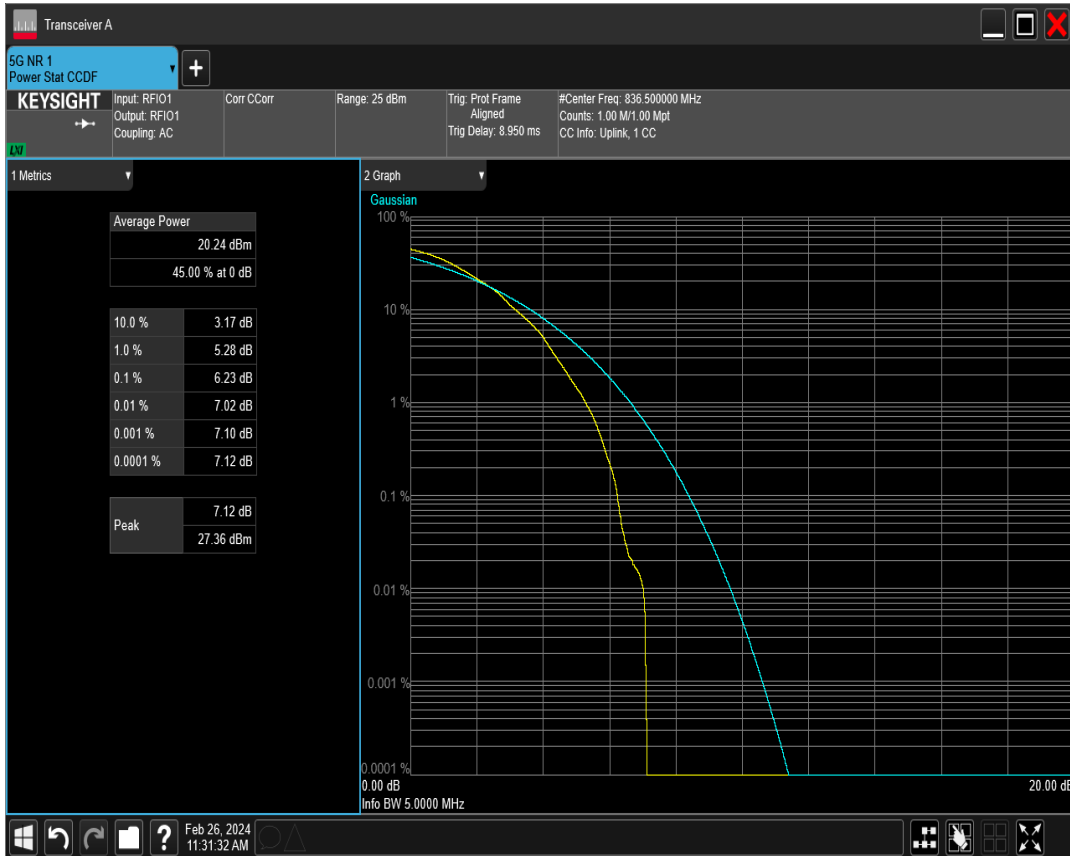 Transceiver A
5G NR 1
Power Stat CCDF
KEYSIGHT
LXI
Input: RFIO1
Output: RFIO1
Coupling: AC
Corr CCorr
Range: 25 dBm
Trig: Prot Frame
Aligned
Trig Delay: 8.950 ms
#Center Freq: 836.500000 MHz
Counts: 1.00 M/1.00 Mpt
CC Info: Uplink, 1 CC
1 Metrics
Average Power
20.24 dBm
45.00 % at 0 dB
10.0 % 3.17 dB
1.0 % 5.28 dB
0.1 % 6.23 dB
0.01 % 7.02 dB
0.001 % 7.10 dB
0.0001 % 7.12 dB
Peak 7.12 dB
27.36 dBm
2 Graph
Gaussian
100 %
10 %
1 %
0.1 %
0.01 %
0.001 %
0.0001 %
0.00 dB 20.00 dB
Info BW 5.0000 MHz
? Feb 26, 2024
11:31:32 AM